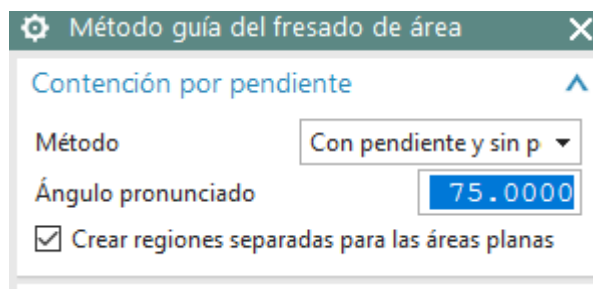 Método guía del fresado de área
Contención por pendiente
Método Con pendiente y sin p
Ángulo pronunciado 75.0000
Crear regiones separadas para las áreas planas